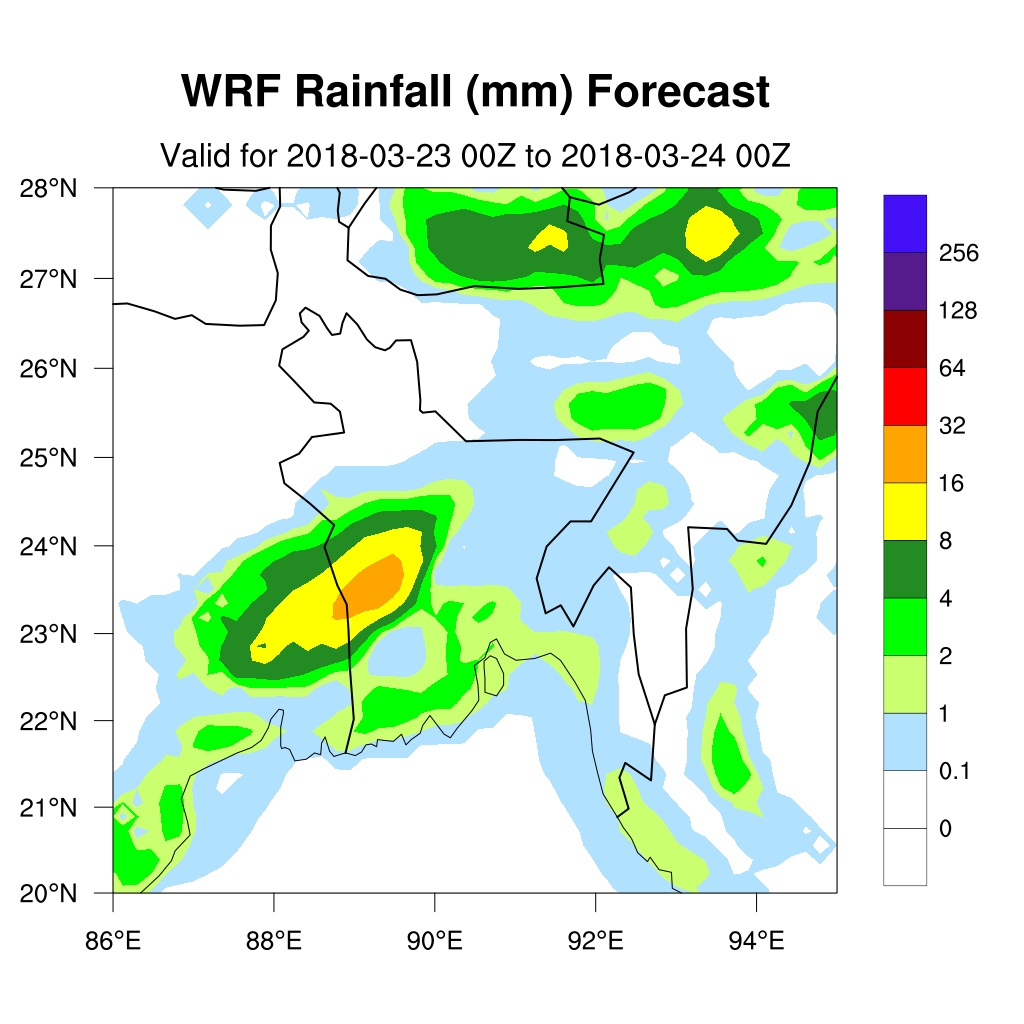 WRF Rainfall (mm) Forecast
Valid for 2018-03-23 00Z to 2018-03-24 00Z
28°N
27°N
26°N
25°N
24°N
23°N
22°N
21°N
20°N
86°E
88°E
90°E
92°E
94°E
256
128
64
32
16
8
4
2
1
0.1
0